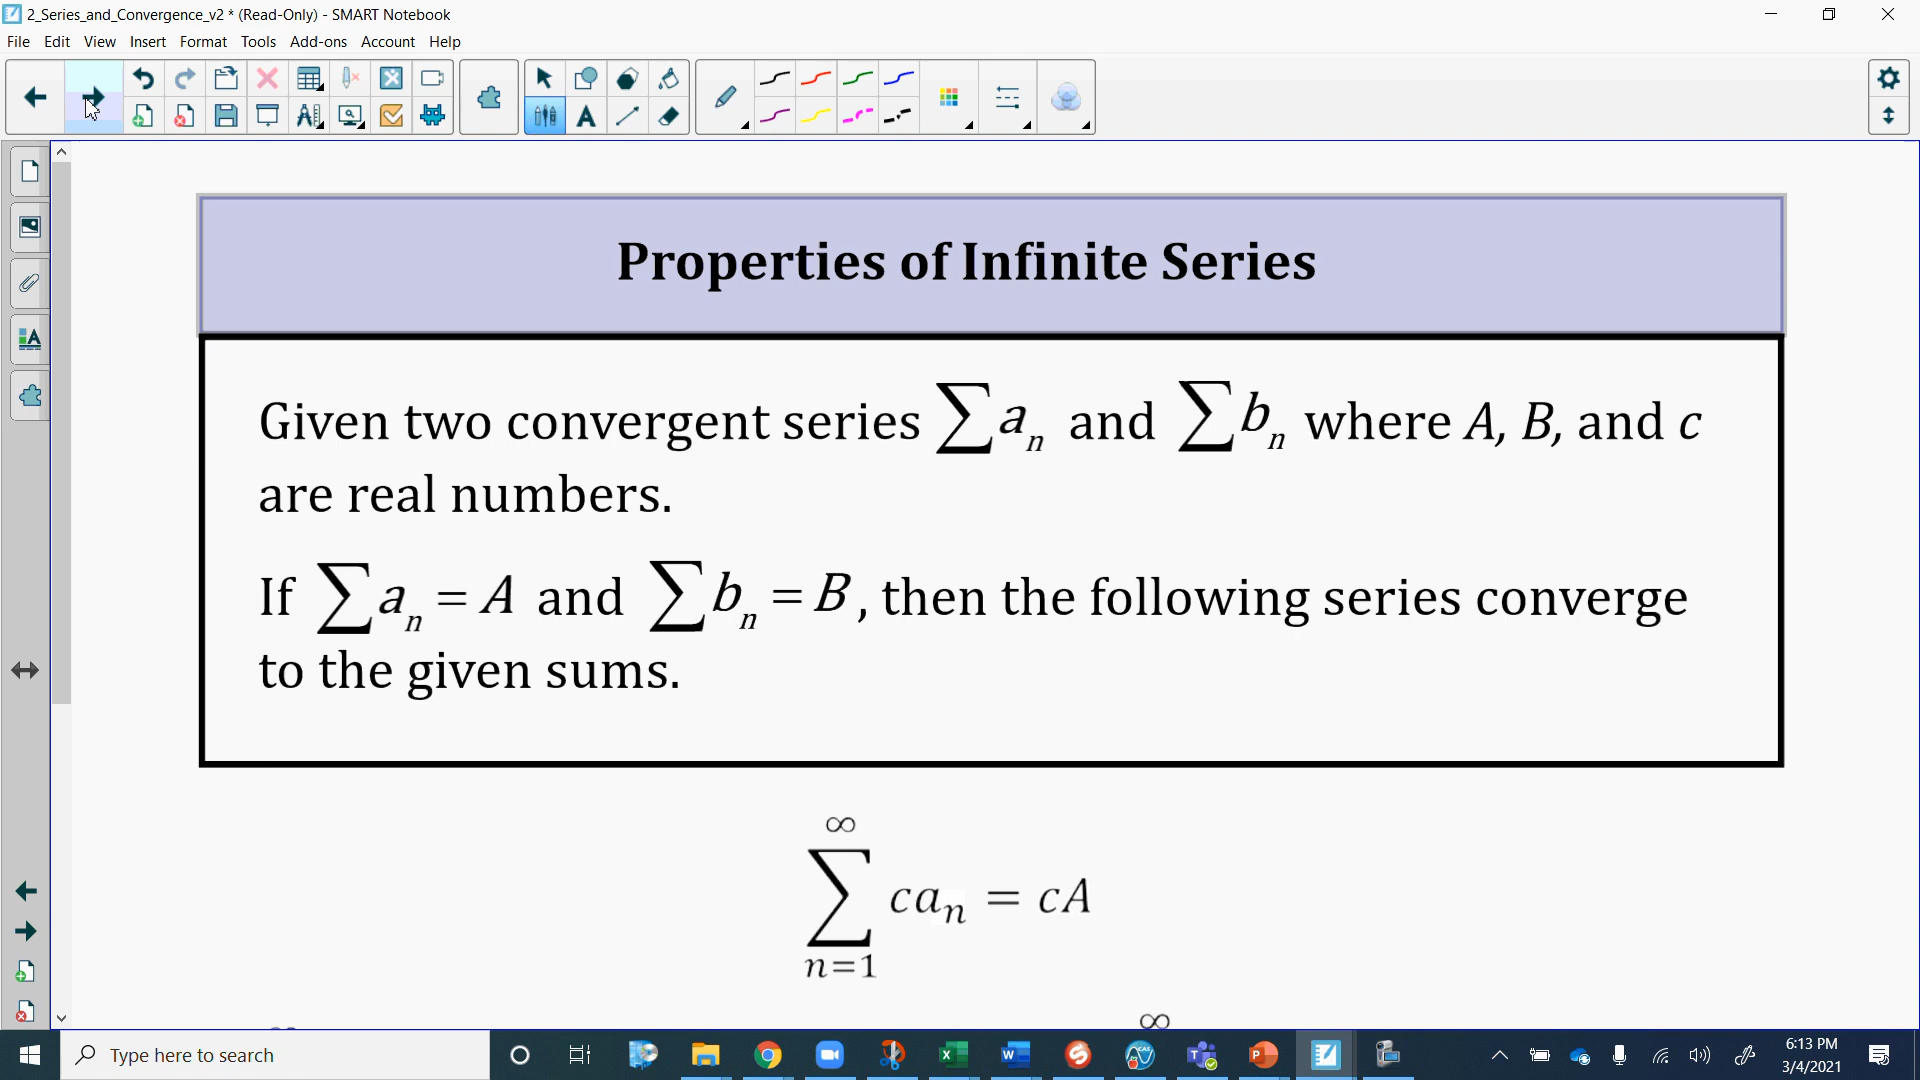 2_Series_and_Convergence_v2 * (Read-Only) - SMART Notebook
File Edit View Insert Format Tools Add-ons Account Help
Properties of Infinite Series
Given two convergent series ∑aₙ and ∑bₙ where A, B, and c
are real numbers.
If ∑aₙ = A and ∑bₙ = B, then the following series converge
to the given sums.
∞
∑ caₙ = cA
n=1
∞
Type here to search
6:13 PM
3/4/2021